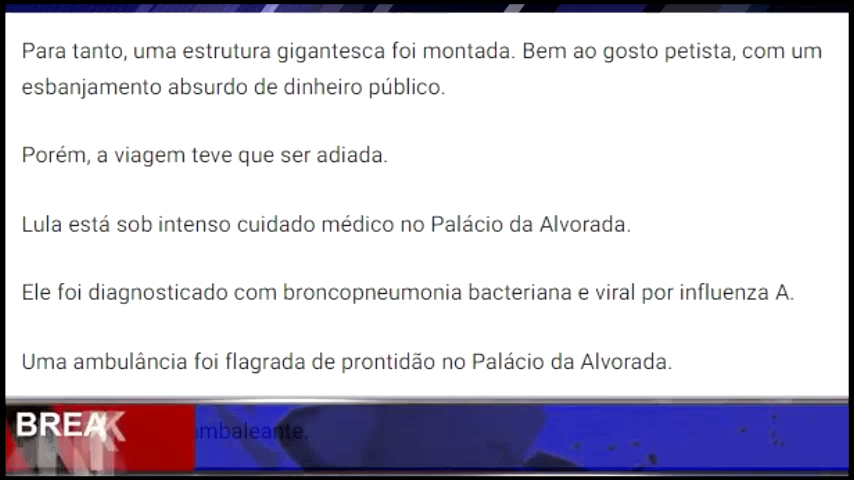 Para tanto, uma estrutura gigantesca foi montada. Bem ao gosto petista, com um
esbanjamento absurdo de dinheiro público.
Porém, a viagem teve que ser adiada.
Lula está sob intenso cuidado médico no Palácio da Alvorada.
Ele foi diagnosticado com broncopneumonia bacteriana e viral por influenza A.
Uma ambulância foi flagrada de prontidão no Palácio da Alvorada.
BREAK